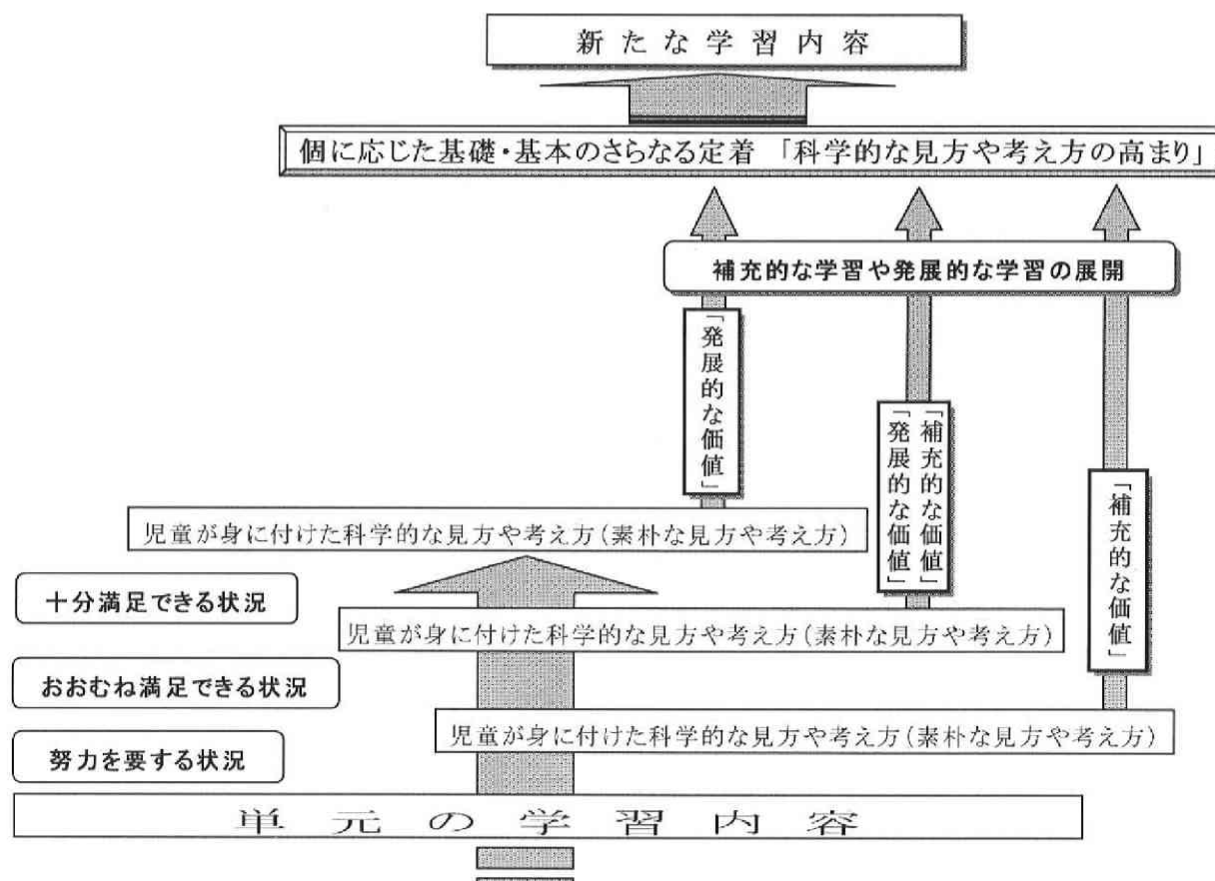 新たな学習内容
個に応じた基礎・基本のさらなる定着 「科学的な見方や考え方の高まり」
補充的な学習や発展的な学習の展開
「発展的な価値」
「補充的な価値」
「発展的な価値」
「補充的な価値」
児童が身に付けた科学的な見方や考え方(素朴な見方や考え方)
十分満足できる状況
児童が身に付けた科学的な見方や考え方(素朴な見方や考え方)
おおむね満足できる状況
児童が身に付けた科学的な見方や考え方(素朴な見方や考え方)
努力を要する状況
単元の学習内容